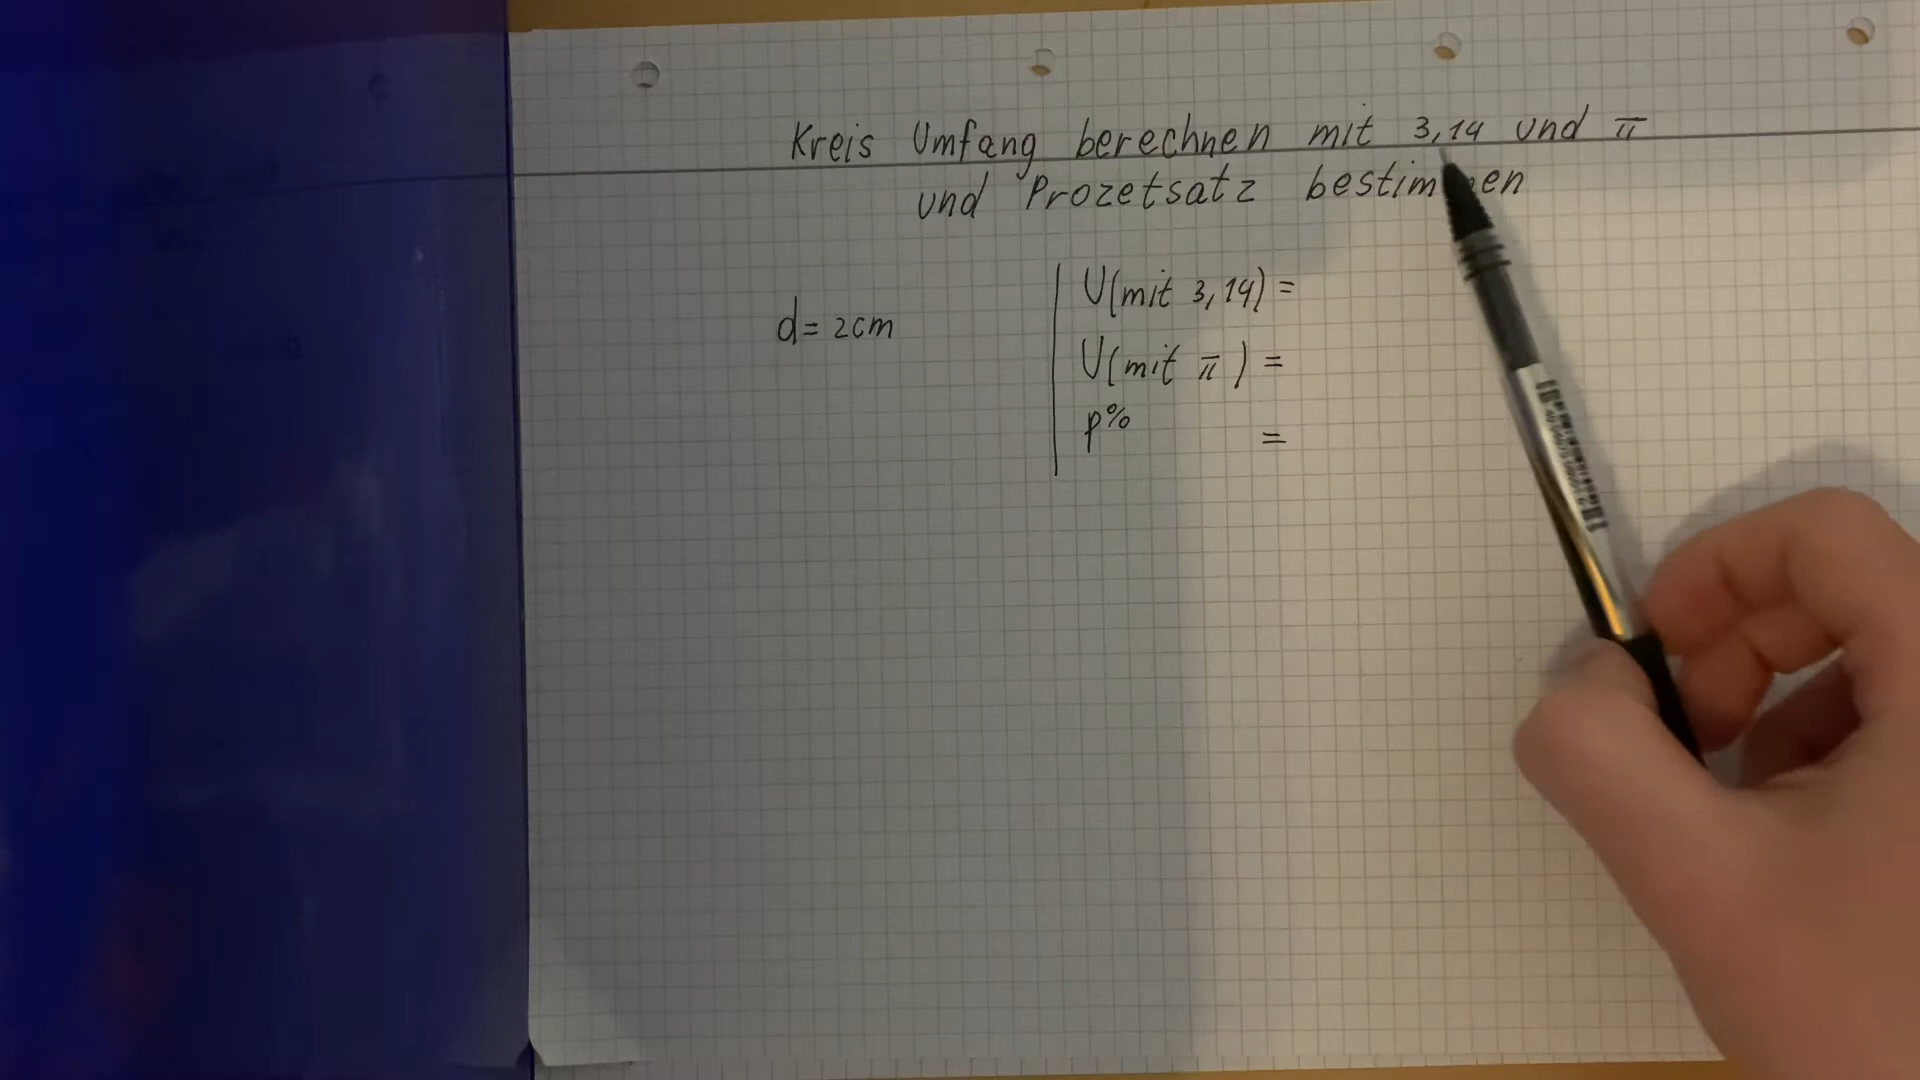 Kreis Umfang berechnen mit 3,14 und π
und Prozetsatz
d= 2cm
U(mit 3,14) =
U(mit π) =
p% =